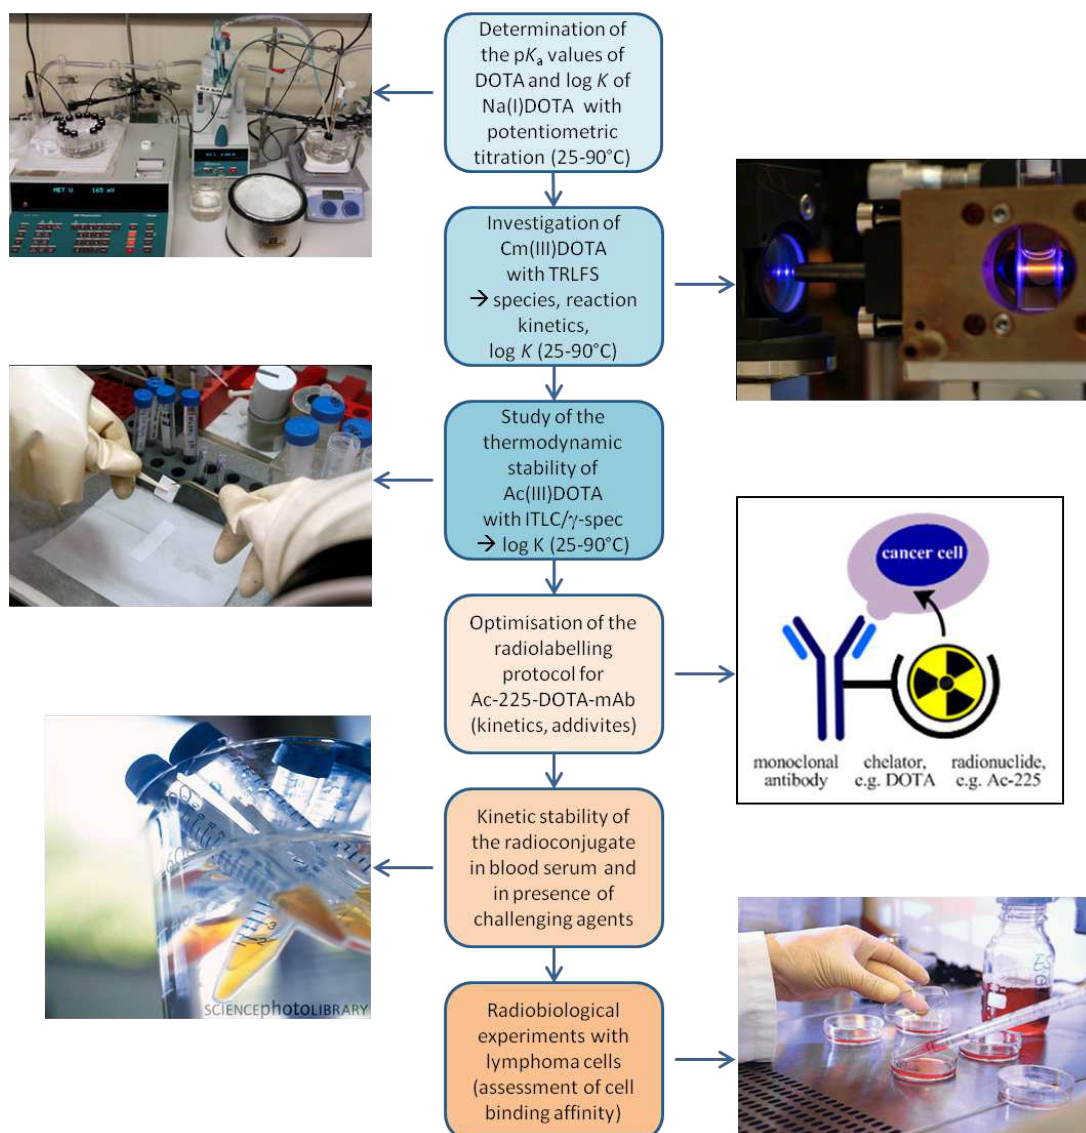 Determination of
the pKa values of
DOTA and log K of
Na(I)DOTA with
potentiometric
titration (25-90°C)
MET U 165 mV
Investigation of
Cm(III)DOTA
with TRLFS
→ species, reaction
kinetics,
log K (25-90°C)
Study of the
thermodynamic
stability of
Ac(III)DOTA
with ITLC/γ-spec
→ log K (25-90°C)
Optimisation of the
radiolabelling
protocol for
Ac-225-DOTA-mAb
(kinetics, addivites)
cancer cell
monoclonal
antibody
chelator,
e.g. DOTA
radionuclide,
e.g. Ac-225
Kinetic stability of
the radioconjugate
in blood serum and
in presence of
challenging agents
SCIENCEphotoLIBRARY
Radiobiological
experiments with
lymphoma cells
(assessment of cell
binding affinity)